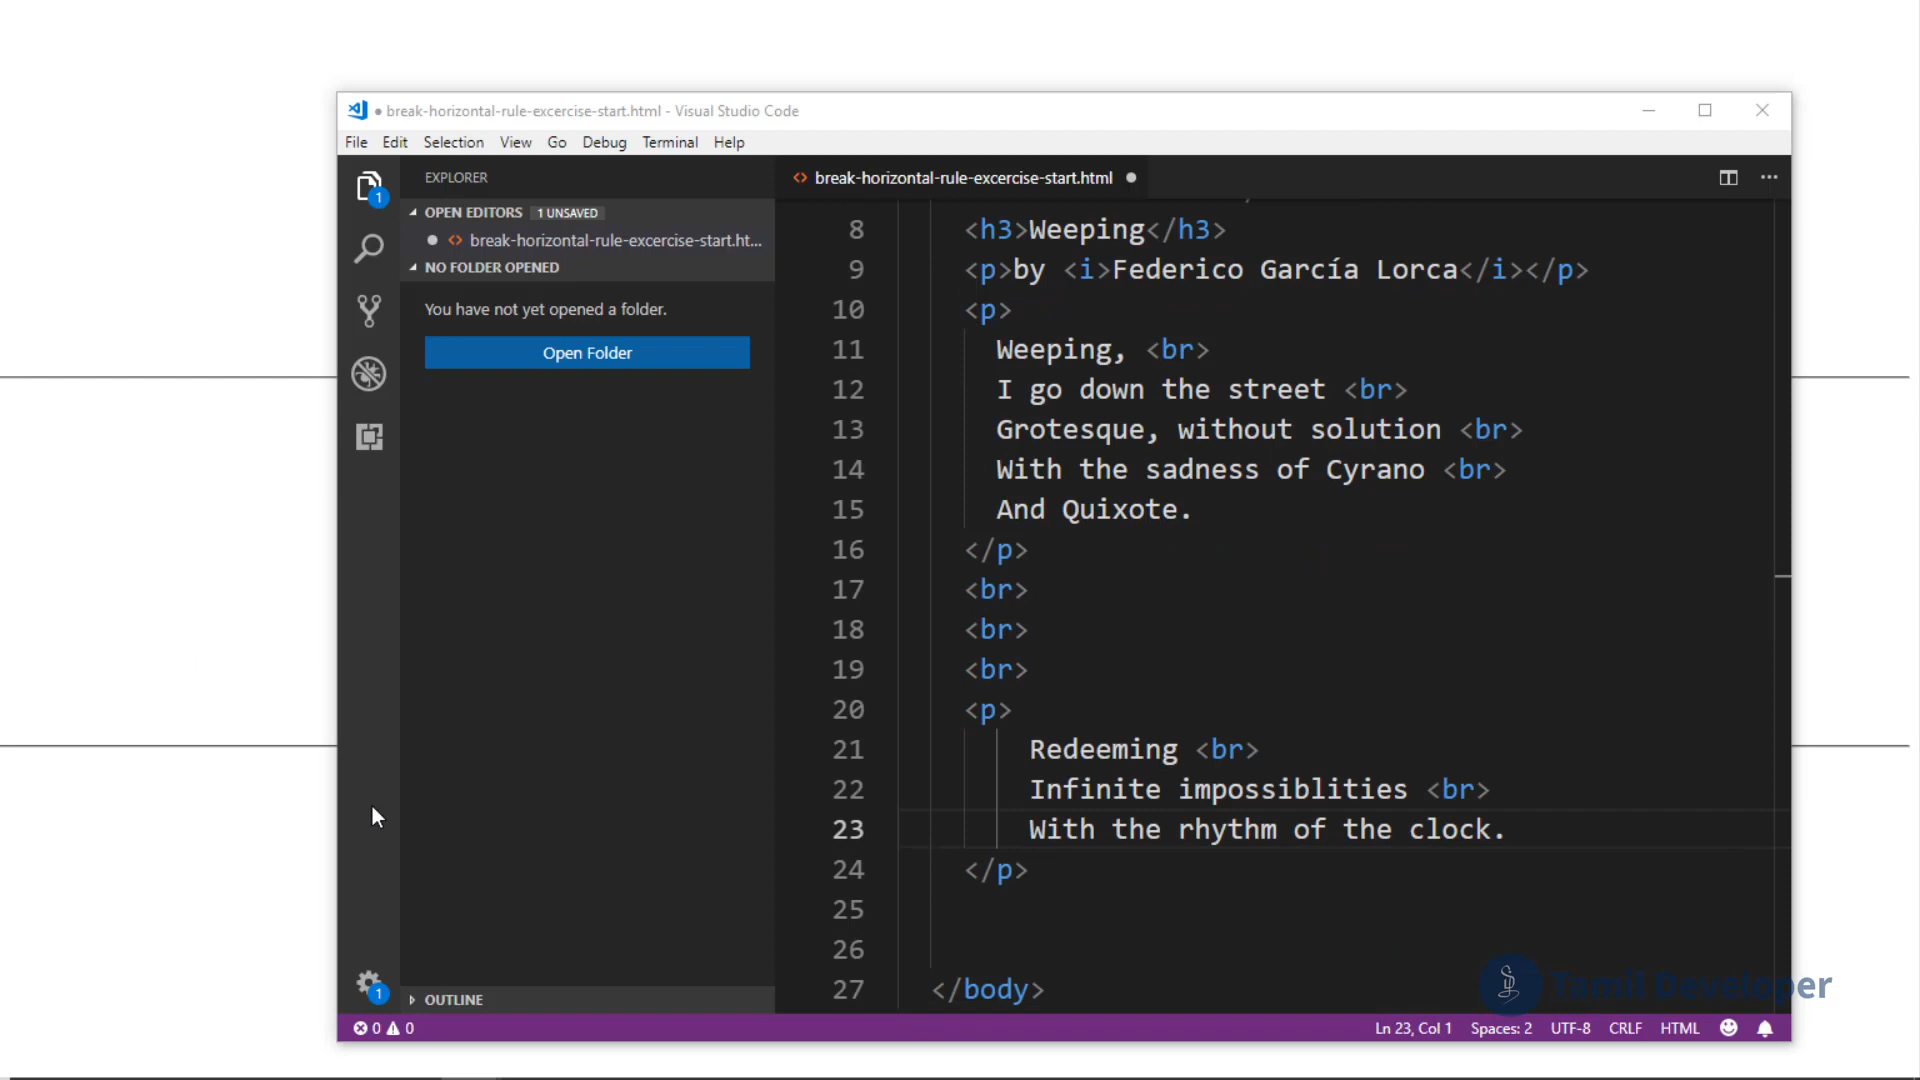 ● break-horizontal-rule-excercise-start.html - Visual Studio Code
File Edit Selection View Go Debug Terminal Help
1
EXPLORER
OPEN EDITORS 1 UNSAVED
● <> break-horizontal-rule-excercise-start.ht...
NO FOLDER OPENED
You have not yet opened a folder.
Open Folder
1
OUTLINE
<> break-horizontal-rule-excercise-start.html ●
8 <h3>Weeping</h3>
9 <p>by <i>Federico García Lorca</i></p>
10 <p>
11 Weeping, <br>
12 I go down the street <br>
13 Grotesque, without solution <br>
14 With the sadness of Cyrano <br>
15 And Quixote.
16 </p>
17 <br>
18 <br>
19 <br>
20 <p>
21 Redeeming <br>
22 Infinite impossiblities <br>
23 With the rhythm of the clock.
24 </p>
25
26
27 </body>
Tamil Developer
0 0 Ln 23, Col 1 Spaces: 2 UTF-8 CRLF HTML